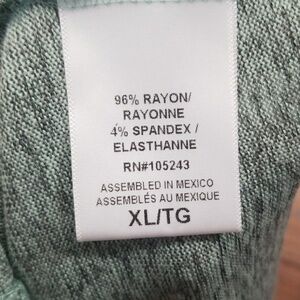 96% RAYON/
RAYONNE
4% SPANDEX /
ELASTHANNE
RN#105243
ASSEMBLED IN MEXICO
ASSEMBLÉS AU MEXIQUE
XL/TG